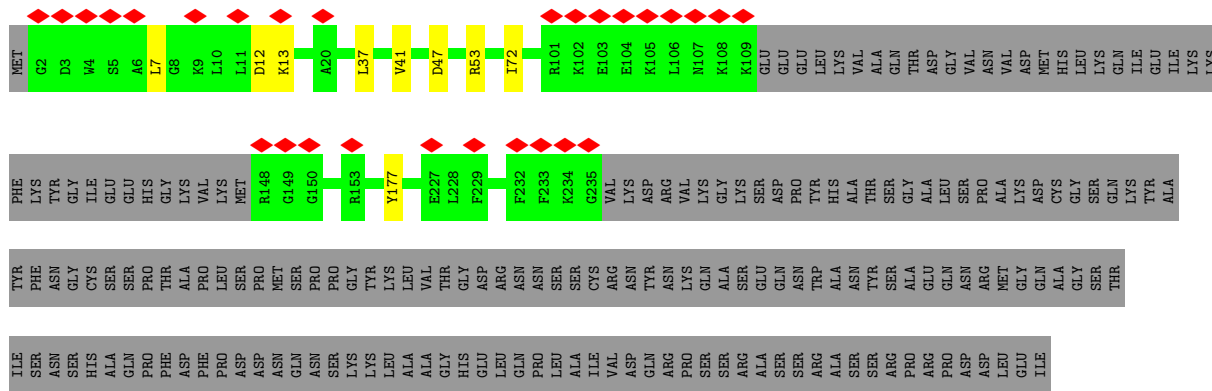 MET G2 D3 W4 S5 A6 L7 G8 K9 L10 L11 D12 K13 A20 L37 V41 D47 R53 I72 R101 K102 E103 E104 K105 L106 N107 K108 K109 GLU GLU GLU LEU LYS VAL ALA GLN THR ASP GLY VAL ASN VAL ASP MET HIS LEU LYS GLN ILE GLU ILE LYS LYS
PHE LYS TYR GLY ILE GLU GLU HIS GLY LYS VAL LYS MET R148 G149 G150 R153 Y177 E227 L228 F229 F232 F233 K234 G235 VAL LYS ASP ARG VAL LYS GLY LYS SER ASP PRO TYR HIS ALA THR SER GLY ALA LEU SER PRO ALA LYS ASP CYS GLY SER GLN LYS TYR ALA
TYR PHE ASN GLY CYS SER SER PRO THR ALA PRO LEU SER PRO MET SER PRO PRO GLY TYR LYS LEU VAL THR GLY ASP ARG ASN ASN SER SER CYS ARG ASN TYR ASN LYS GLN ALA SER GLU GLN ASN TRP ALA ASN TYR SER ALA GLU GLN ASN ARG MET GLY GLN ALA GLY SER THR
ILE SER ASN SER HIS ALA GLN PRO PHE ASP PHE PRO ASP ASP ASN GLN ASN SER LYS LYS LEU ALA ALA GLY HIS GLU LEU GLN PRO LEU ALA ILE VAL ASP GLN ARG PRO SER SER ARG ALA SER SER ARG ALA SER SER ARG PRO ARG PRO ASP ASP LEU GLU ILE